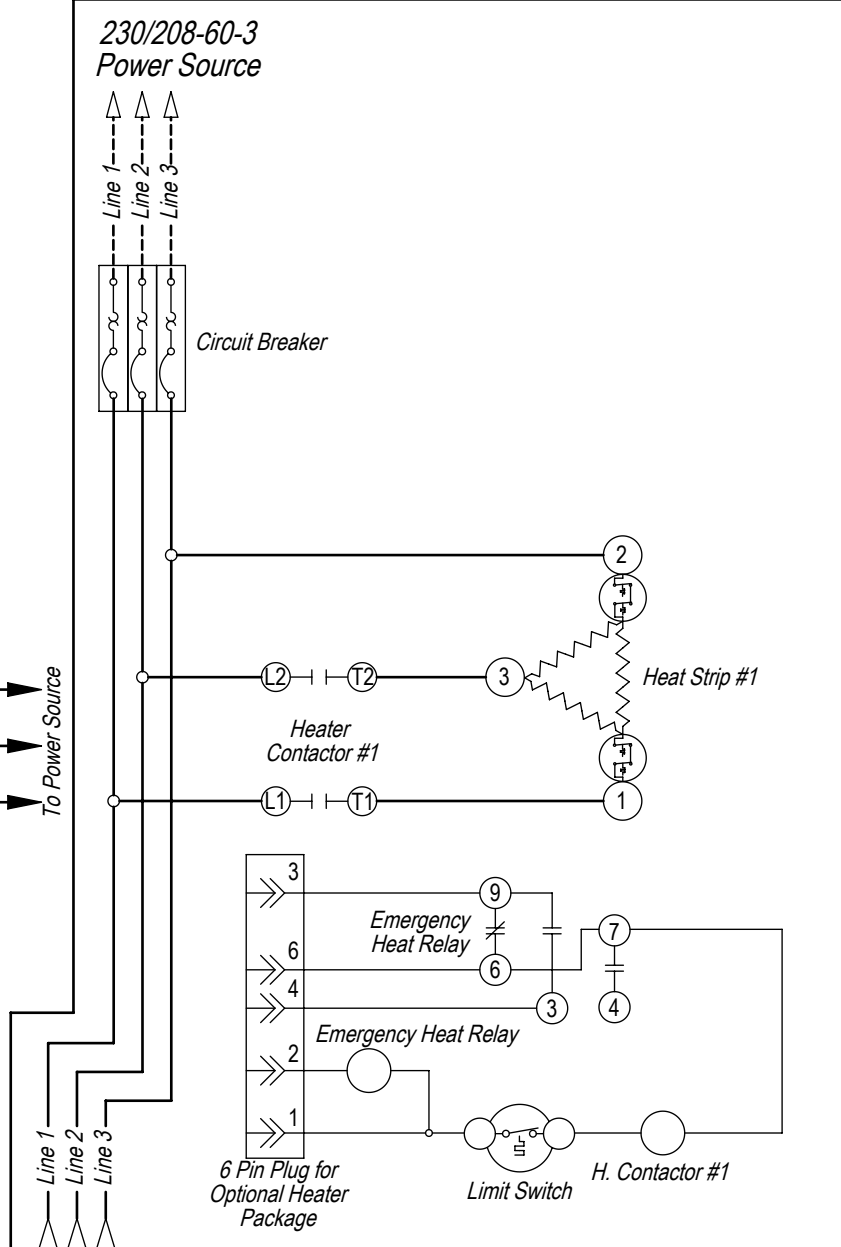 230/208-60-3
Power Source
Line 1
Line 2
Line 3
Circuit Breaker
2
L2
T2
3
Heat Strip #1
Heater
Contactor #1
To Power Source
L1
T1
1
3
9
Emergency
Heat Relay
7
6
6
4
3
4
Emergency Heat Relay
2
1
6 Pin Plug for
Optional Heater
Package
Limit Switch
H. Contactor #1
Line 1
Line 2
Line 3